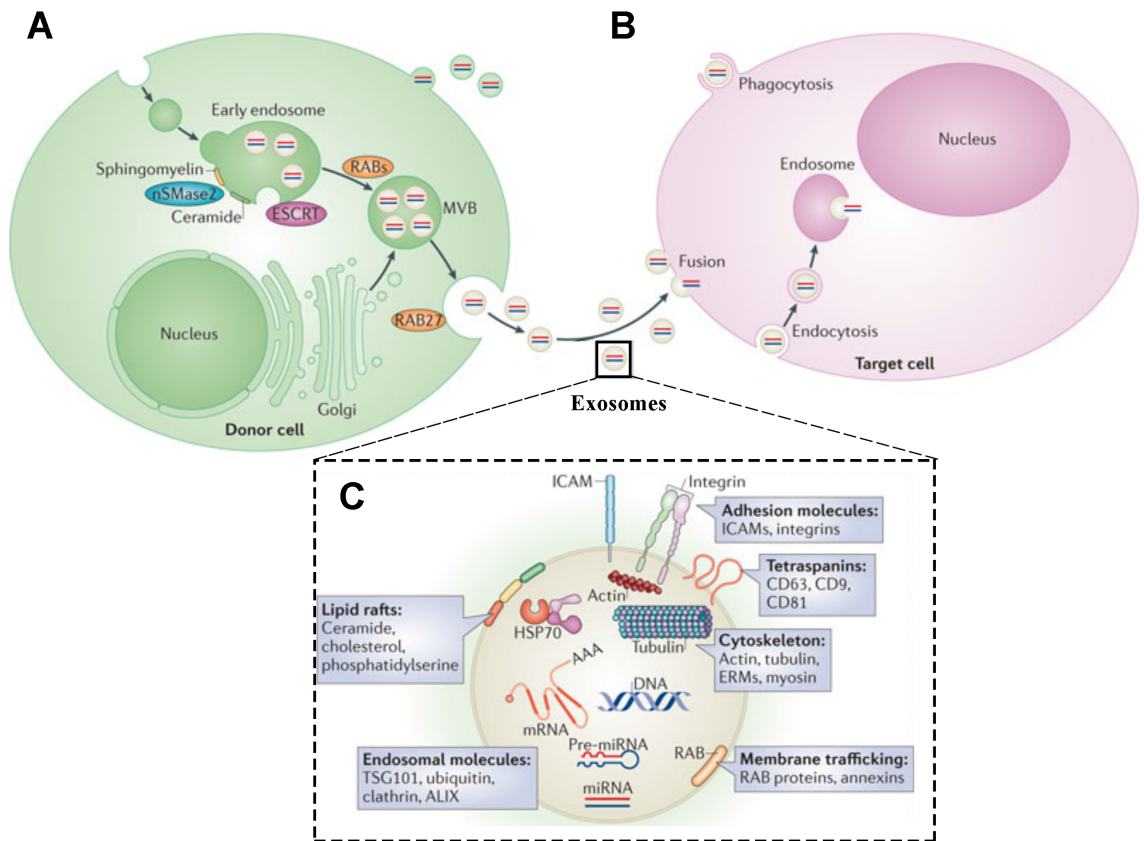 A
Early endosome
Sphingomyelin
nSMase2
Ceramide
ESCRT
RABs
MVB
RAB27
Nucleus
Golgi
Donor cell
B
Phagocytosis
Nucleus
Endosome
Fusion
Endocytosis
Target cell
Exosomes
C
ICAM
Integrin
Adhesion molecules:
ICAMs, integrins
Tetraspanins:
CD63, CD9,
CD81
Actin
HSP70
Tubulin
Lipid rafts:
Ceramide,
cholesterol,
phosphatidylserine
Cytoskeleton:
Actin, tubulin,
ERMs, myosin
AAA
mRNA
DNA
Pre-miRNA
miRNA
RAB
Endosomal molecules:
TSG101, ubiquitin,
clathrin, ALIX
Membrane trafficking:
RAB proteins, annexins